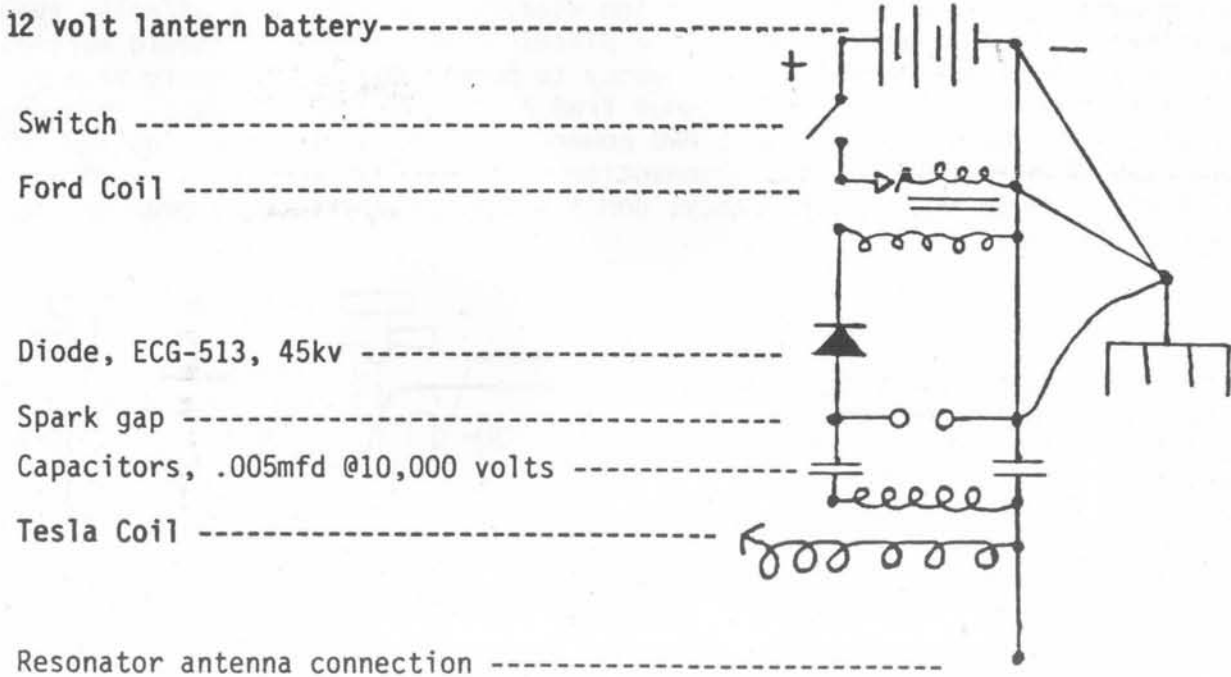 12 volt lantern battery--------------------------------
+ —
Switch ----------------------------------------------
Ford Coil -------------------------------------------
Diode, ECG-513, 45kv -------------------------------
Spark gap -------------------------------------------
Capacitors, .005mfd @10,000 volts ----------------
Tesla Coil --------------------------------------
Resonator antenna connection ----------------------------------